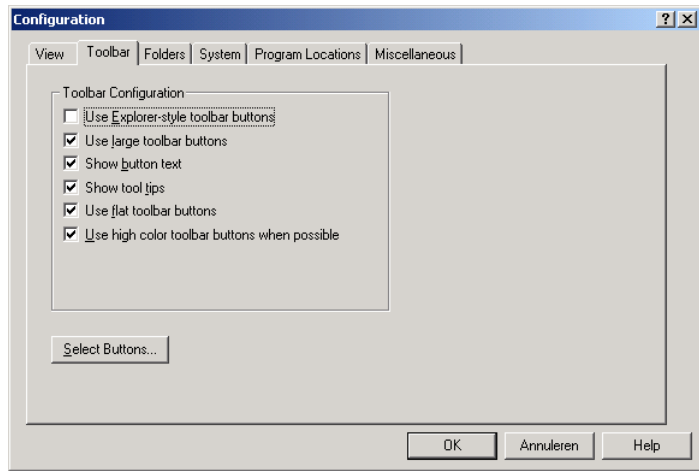 Configuration
View Toolbar Folders System Program Locations Miscellaneous
Toolbar Configuration
Use Explorer-style toolbar buttons
Use large toolbar buttons
Show button text
Show tool tips
Use flat toolbar buttons
Use high color toolbar buttons when possible
Select Buttons...
OK Annuleren Help